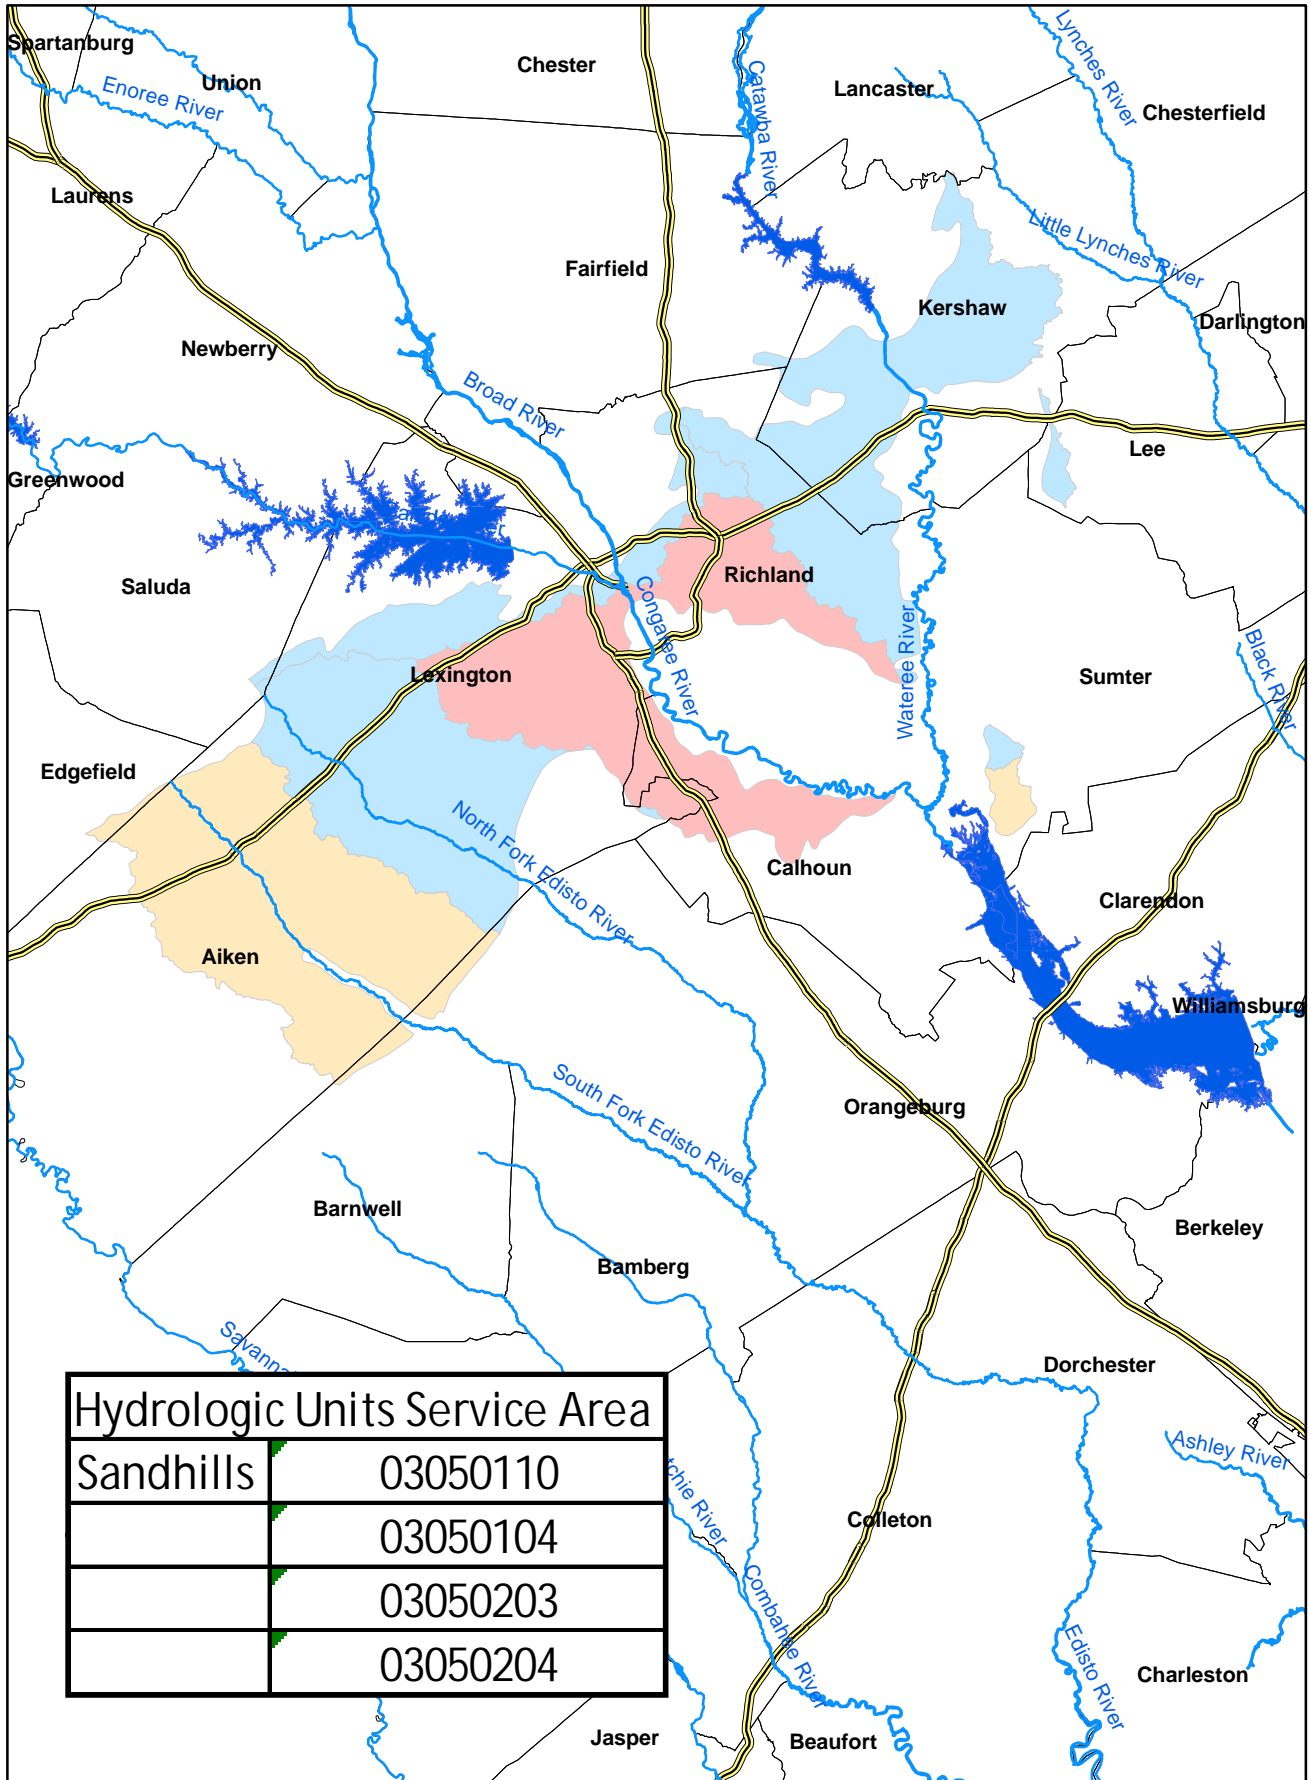 Spartanburg
Union
Chester
Lancaster
Chesterfield
Enoree River
Catawba River
Lynches River
Laurens
Little Lynches River
Fairfield
Kershaw
Darlington
Newberry
Broad River
Lee
Greenwood
Saluda
Richland
Congaree River
Wateree River
Lexington
Sumter
Black River
Edgefield
North Fork Edisto River
Calhoun
Clarendon
Aiken
Williamsburg
South Fork Edisto River
Orangeburg
Barnwell
Berkeley
Bamberg
Savanna
Dorchester
Hydrologic Units Service Area
Sandhills 03050110
03050104
03050203
03050204
Ashley River
tchie River
Colleton
Combahee River
Edisto River
Charleston
Jasper
Beaufort